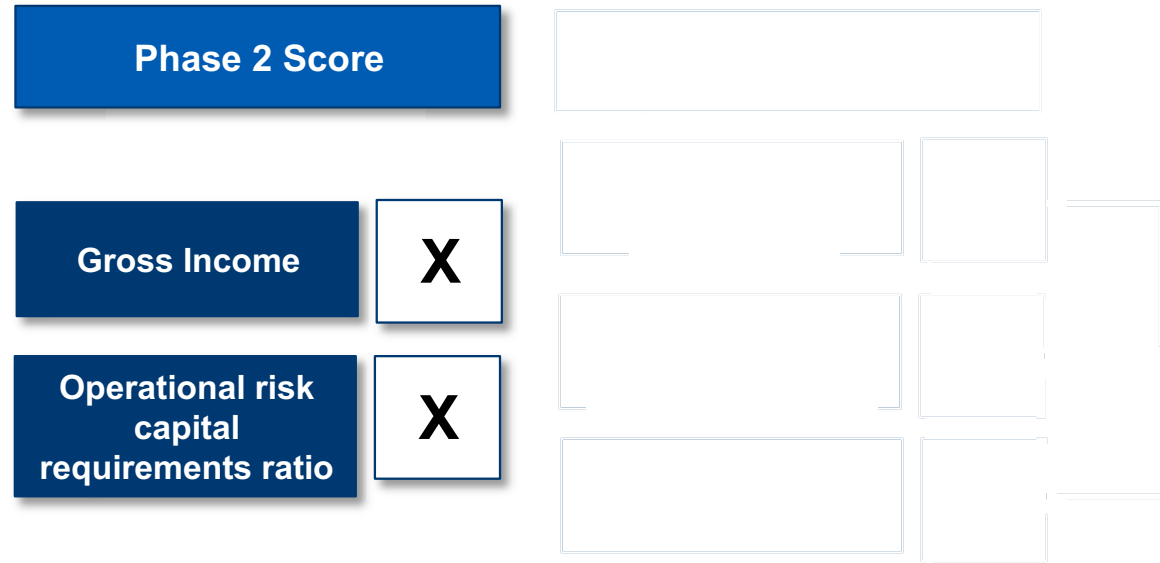 Phase 2 Score
Gross Income
X
Operational risk
capital
requirements ratio
X